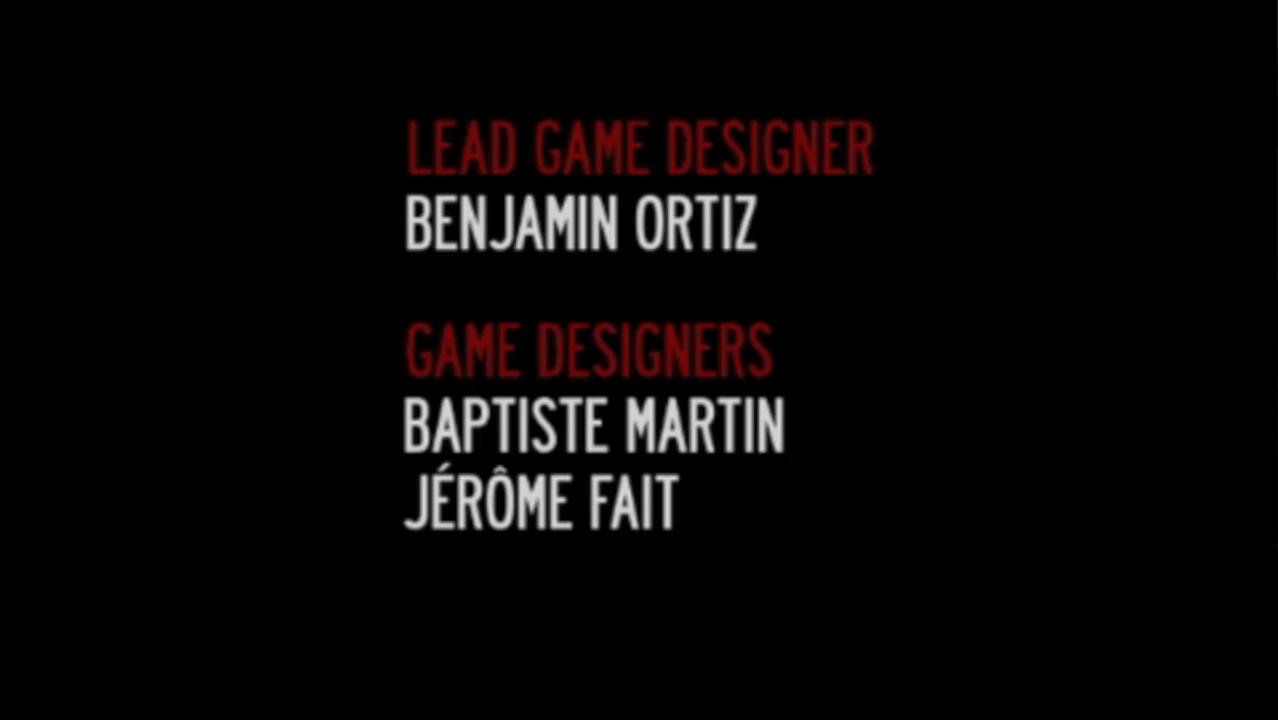 LEAD GAME DESIGNER
BENJAMIN ORTIZ
GAME DESIGNERS
BAPTISTE MARTIN
JÉRÔME FAIT